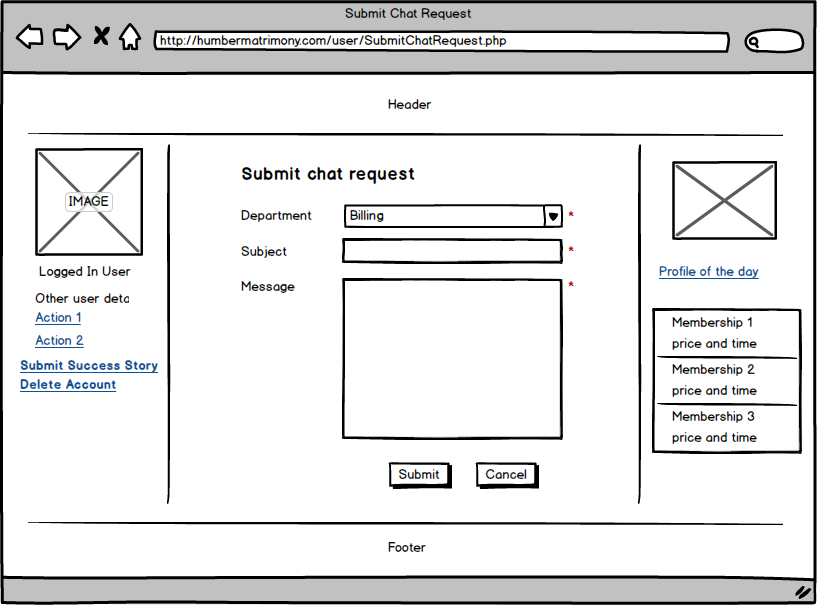 Submit Chat Request
http://humbermatrimony.com/user/SubmitChatRequest.php
Header
IMAGE
Logged In User
Other user deta
Action 1
Action 2
Submit Success Story
Delete Account
Submit chat request
Department
Billing
*
Subject
*
Message
*
Submit
Cancel
Profile of the day
Membership 1
price and time
Membership 2
price and time
Membership 3
price and time
Footer